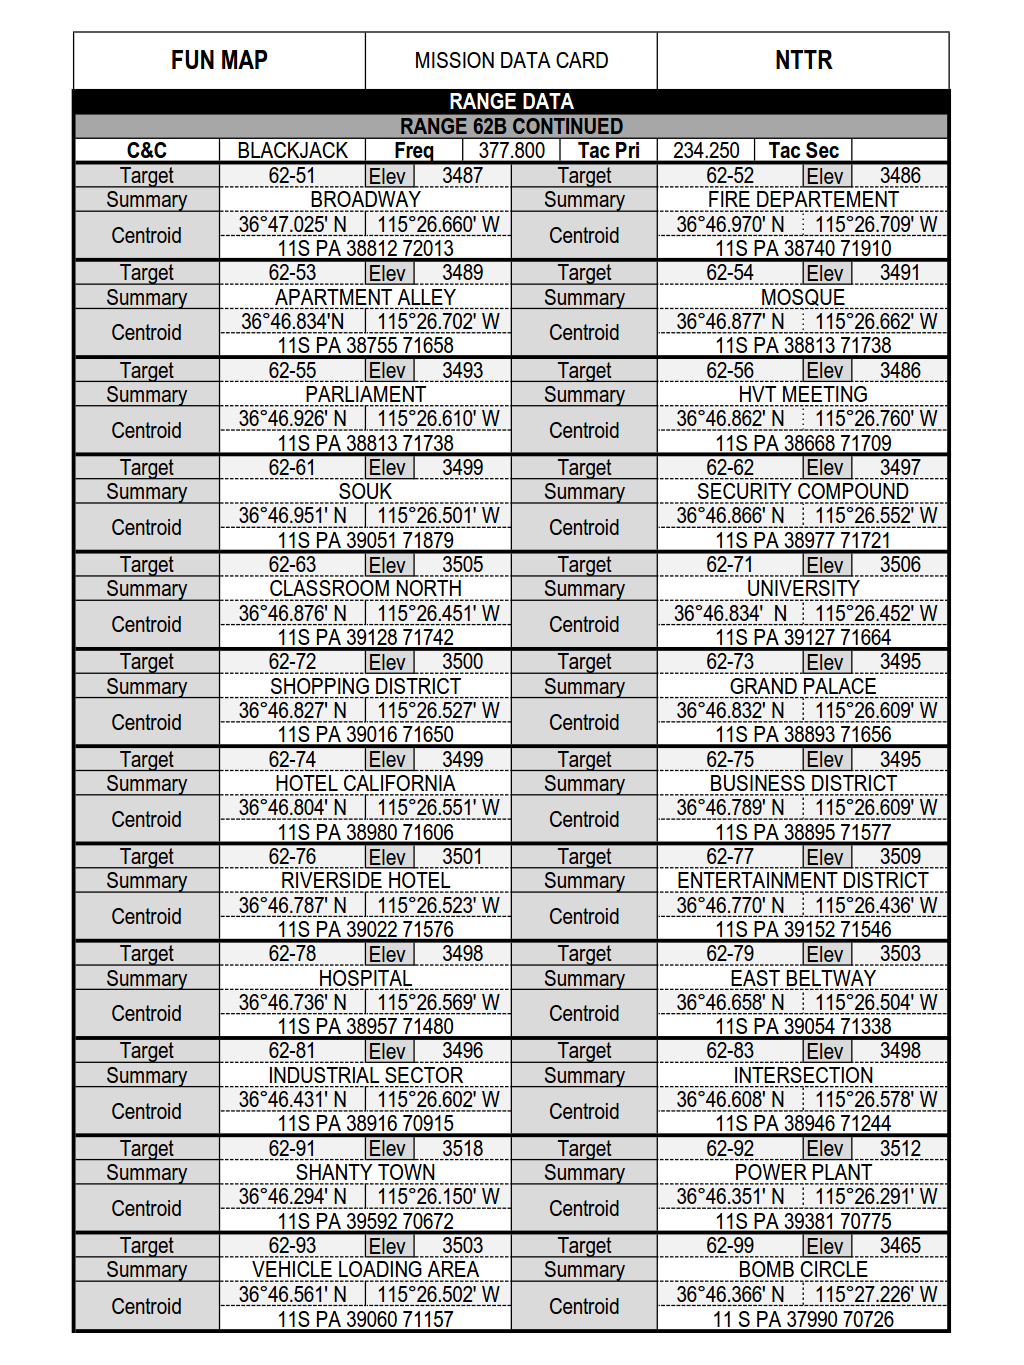 FUN MAP MISSION DATA CARD NTTR
RANGE DATA
RANGE 62B CONTINUED
C&C BLACKJACK Freq 377.800 Tac Pri 234.250 Tac Sec
Target 62-51 Elev 3487 Target 62-52 Elev 3486
Summary BROADWAY Summary FIRE DEPARTEMENT
Centroid 36°47.025' N 115°26.660' W Centroid 36°46.970' N 115°26.709' W
11S PA 38812 72013 11S PA 38740 71910
Target 62-53 Elev 3489 Target 62-54 Elev 3491
Summary APARTMENT ALLEY Summary MOSQUE
Centroid 36°46.834'N 115°26.702' W Centroid 36°46.877' N 115°26.662' W
11S PA 38755 71658 11S PA 38813 71738
Target 62-55 Elev 3493 Target 62-56 Elev 3486
Summary PARLIAMENT Summary HVT MEETING
Centroid 36°46.926' N 115°26.610' W Centroid 36°46.862' N 115°26.760' W
11S PA 38813 71738 11S PA 38668 71709
Target 62-61 Elev 3499 Target 62-62 Elev 3497
Summary SOUK Summary SECURITY COMPOUND
Centroid 36°46.951' N 115°26.501' W Centroid 36°46.866' N 115°26.552' W
11S PA 39051 71879 11S PA 38977 71721
Target 62-63 Elev 3505 Target 62-71 Elev 3506
Summary CLASSROOM NORTH Summary UNIVERSITY
Centroid 36°46.876' N 115°26.451' W Centroid 36°46.834' N 115°26.452' W
11S PA 39128 71742 11S PA 39127 71664
Target 62-72 Elev 3500 Target 62-73 Elev 3495
Summary SHOPPING DISTRICT Summary GRAND PALACE
Centroid 36°46.827' N 115°26.527' W Centroid 36°46.832' N 115°26.609' W
11S PA 39016 71650 11S PA 38893 71656
Target 62-74 Elev 3499 Target 62-75 Elev 3495
Summary HOTEL CALIFORNIA Summary BUSINESS DISTRICT
Centroid 36°46.804' N 115°26.551' W Centroid 36°46.789' N 115°26.609' W
11S PA 38980 71606 11S PA 38895 71577
Target 62-76 Elev 3501 Target 62-77 Elev 3509
Summary RIVERSIDE HOTEL Summary ENTERTAINMENT DISTRICT
Centroid 36°46.787' N 115°26.523' W Centroid 36°46.770' N 115°26.436' W
11S PA 39022 71576 11S PA 39152 71546
Target 62-78 Elev 3498 Target 62-79 Elev 3503
Summary HOSPITAL Summary EAST BELTWAY
Centroid 36°46.736' N 115°26.569' W Centroid 36°46.658' N 115°26.504' W
11S PA 38957 71480 11S PA 39054 71338
Target 62-81 Elev 3496 Target 62-83 Elev 3498
Summary INDUSTRIAL SECTOR Summary INTERSECTION
Centroid 36°46.431' N 115°26.602' W Centroid 36°46.608' N 115°26.578' W
11S PA 38916 70915 11S PA 38946 71244
Target 62-91 Elev 3518 Target 62-92 Elev 3512
Summary SHANTY TOWN Summary POWER PLANT
Centroid 36°46.294' N 115°26.150' W Centroid 36°46.351' N 115°26.291' W
11S PA 39592 70672 11S PA 39381 70775
Target 62-93 Elev 3503 Target 62-99 Elev 3465
Summary VEHICLE LOADING AREA Summary BOMB CIRCLE
Centroid 36°46.561' N 115°26.502' W Centroid 36°46.366' N 115°27.226' W
11S PA 39060 71157 11 S PA 37990 70726